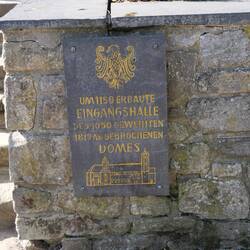 UM 1150 ERBAUTE
EINGANGSHALLE
DES 1050 GEWEIHTEN
1819 ABGEBROCHENEN
DOMES